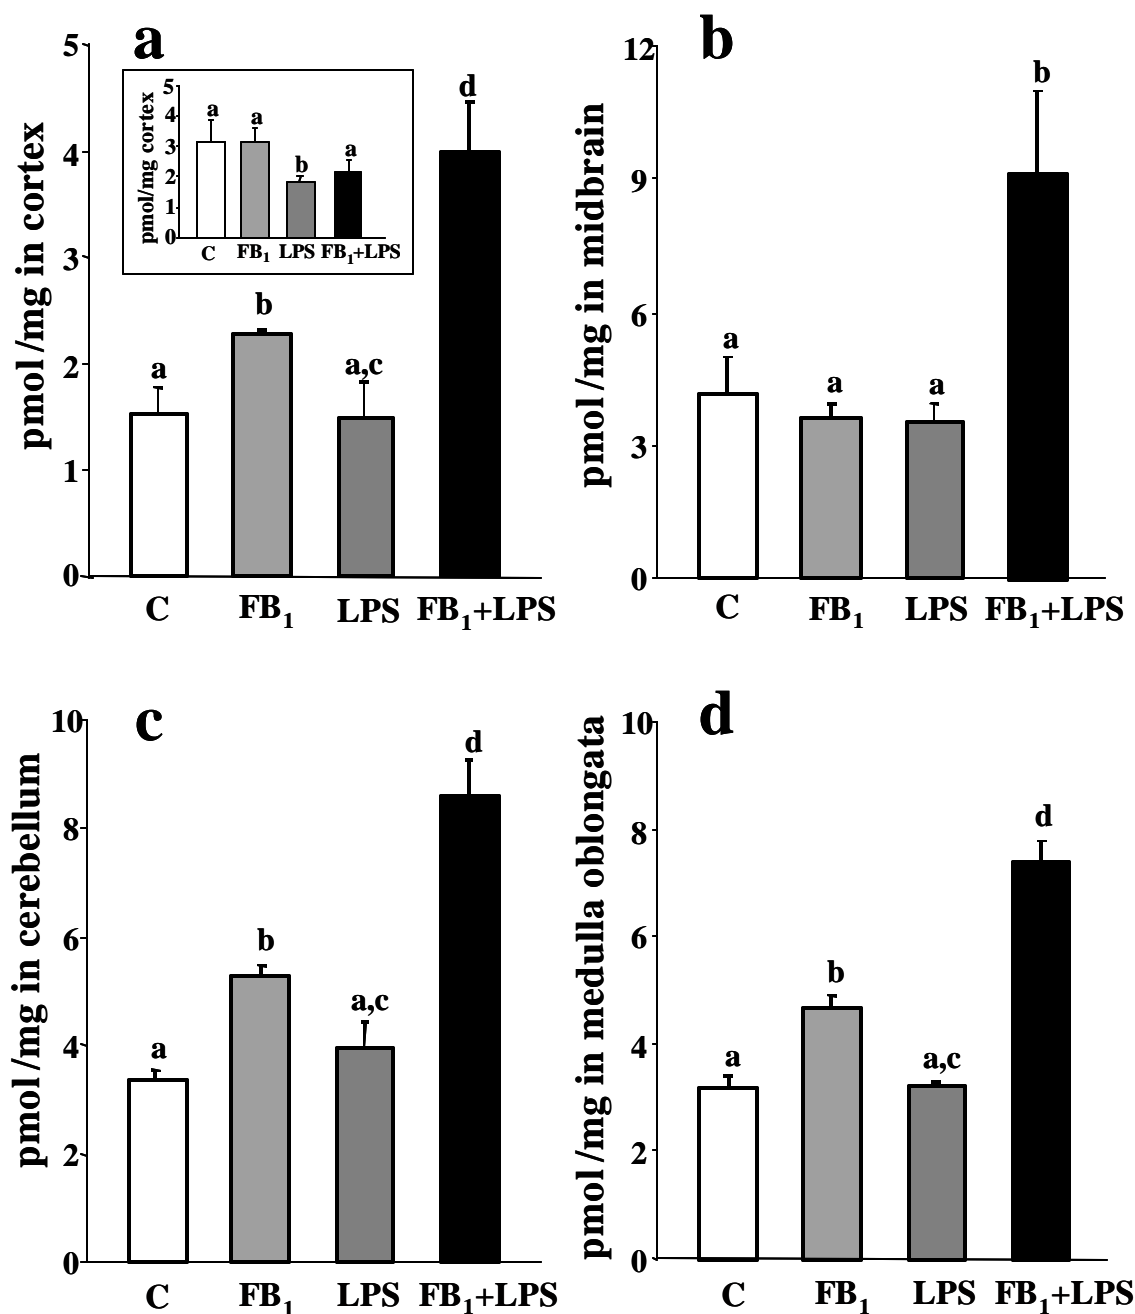 a
pmol /mg in cortex
5
4
3
2
1
0
a
b
a,c
d
C
FB₁
LPS
FB₁+LPS
pmol/mg cortex
5
4
3
2
1
0
a
a
b
a
C
FB₁
LPS
FB₁+LPS
b
pmol /mg in midbrain
12
9
6
3
0
a
a
a
b
C
FB₁
LPS
FB₁+LPS
c
pmol /mg in cerebellum
10
8
6
4
2
0
a
b
a,c
d
C
FB₁
LPS
FB₁+LPS
d
pmol /mg in medulla oblongata
10
8
6
4
2
0
a
b
a,c
d
C
FB₁
LPS
FB₁+LPS